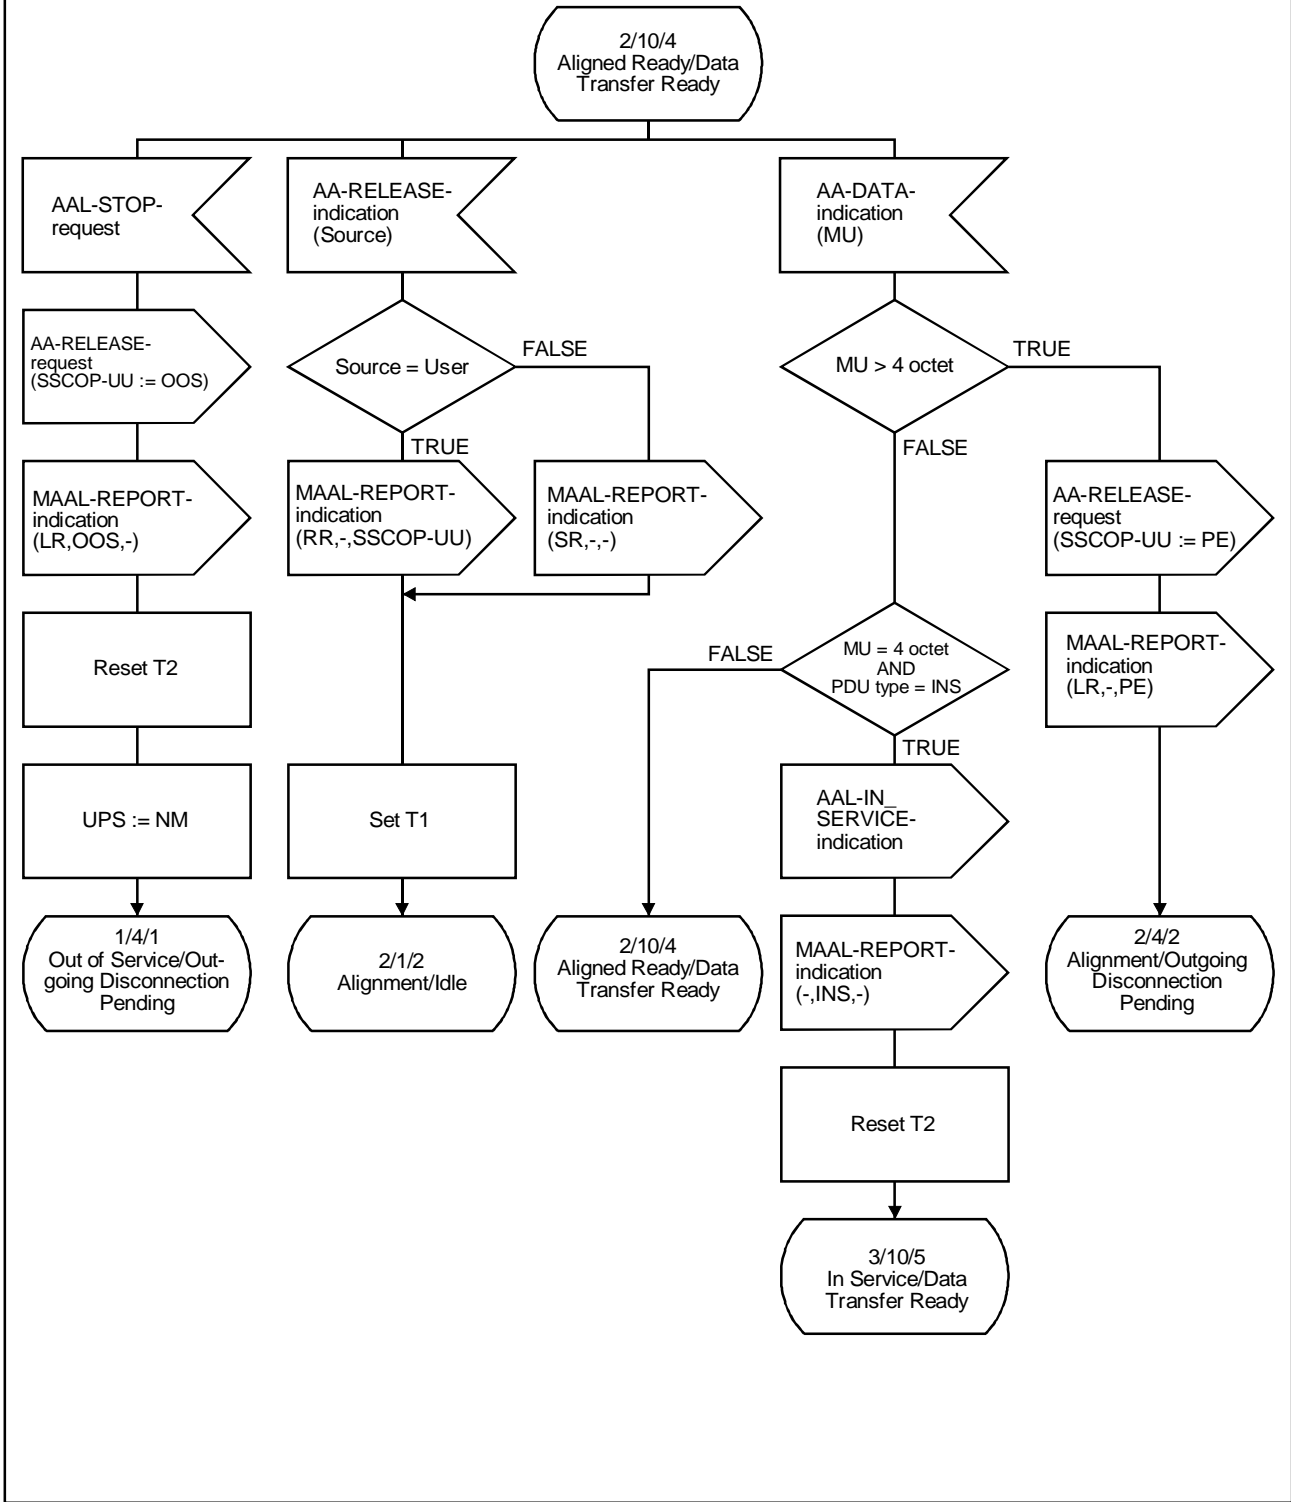 2/10/4
Aligned Ready/Data
Transfer Ready
AAL-STOP-
request
AA-RELEASE-
indication
(Source)
AA-DATA-
indication
(MU)
AA-RELEASE-
request
(SSCOP-UU := OOS)
Source = User
FALSE
TRUE
MU > 4 octet
TRUE
FALSE
MAAL-REPORT-
indication
(LR,OOS,-)
MAAL-REPORT-
indication
(RR,-,SSCOP-UU)
MAAL-REPORT-
indication
(SR,-,-)
AA-RELEASE-
request
(SSCOP-UU := PE)
Reset T2
FALSE
MU = 4 octet
AND
PDU type = INS
TRUE
MAAL-REPORT-
indication
(LR,-,PE)
UPS := NM
Set T1
AAL-IN_
SERVICE-
indication
1/4/1
Out of Service/Out-
going Disconnection
Pending
2/1/2
Alignment/Idle
2/10/4
Aligned Ready/Data
Transfer Ready
MAAL-REPORT-
indication
(-,INS,-)
2/4/2
Alignment/Outgoing
Disconnection
Pending
Reset T2
3/10/5
In Service/Data
Transfer Ready